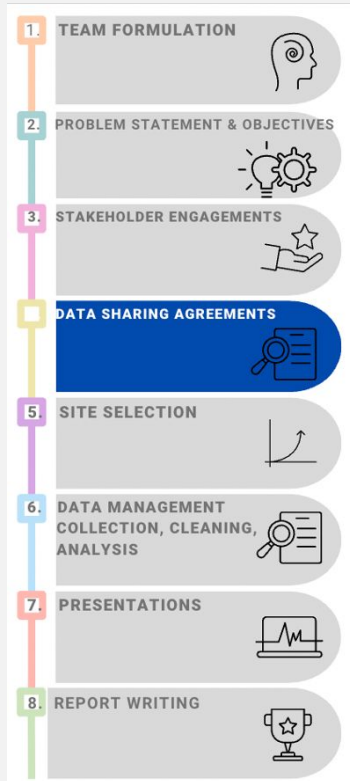 1. TEAM FORMULATION
2. PROBLEM STATEMENT & OBJECTIVES
3. STAKEHOLDER ENGAGEMENTS
DATA SHARING AGREEMENTS
5. SITE SELECTION
6. DATA MANAGEMENT
COLLECTION, CLEANING,
ANALYSIS
7. PRESENTATIONS
8. REPORT WRITING